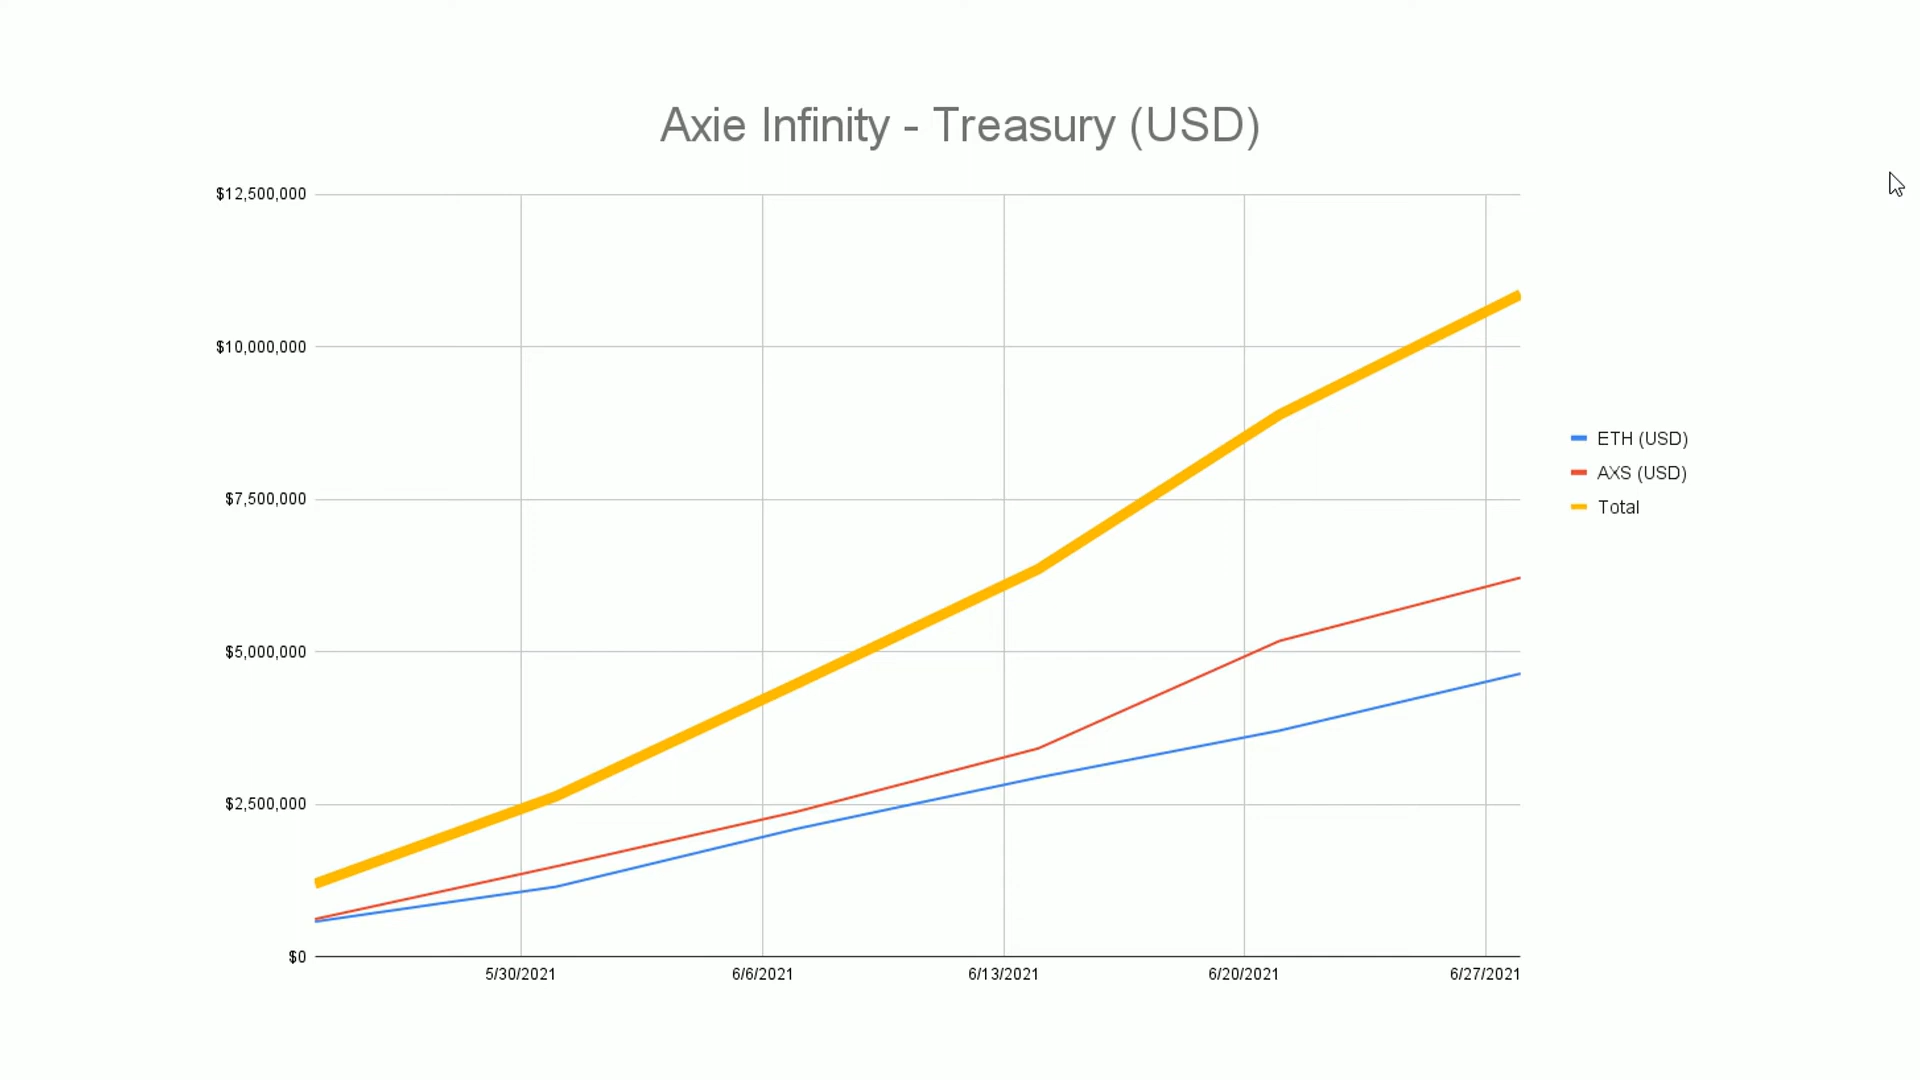 Axie Infinity - Treasury (USD)
$12,500,000
$10,000,000
$7,500,000
$5,000,000
$2,500,000
$0
5/30/2021
6/6/2021
6/13/2021
6/20/2021
6/27/2021
ETH (USD)
AXS (USD)
Total